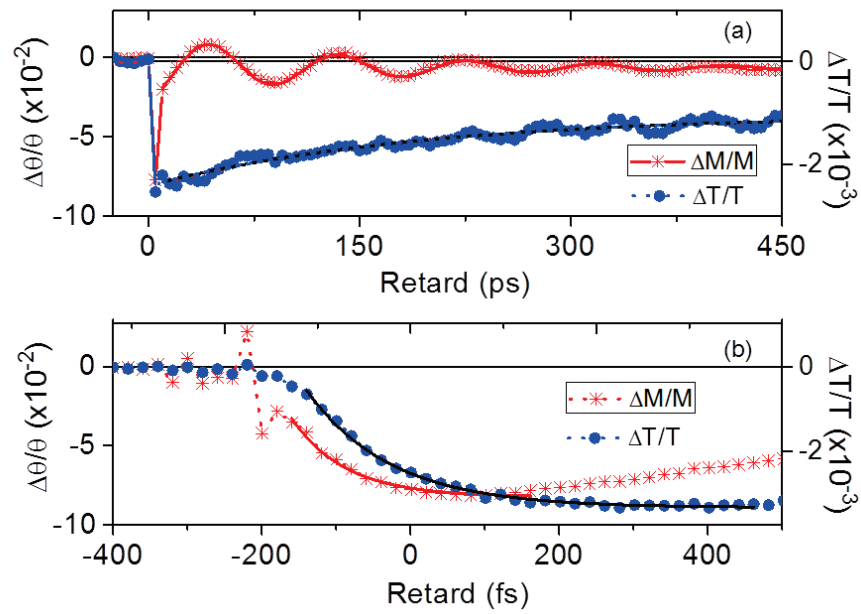 (a)
Δθ/θ (x10⁻²)
0
-5
-10
0
-2
ΔT/T (x10⁻³)
ΔM/M
ΔT/T
0 150 300 450
Retard (ps)
(b)
Δθ/θ (x10⁻²)
0
-5
-10
0
-2
ΔT/T (x10⁻³)
ΔM/M
ΔT/T
-400 -200 0 200 400
Retard (fs)